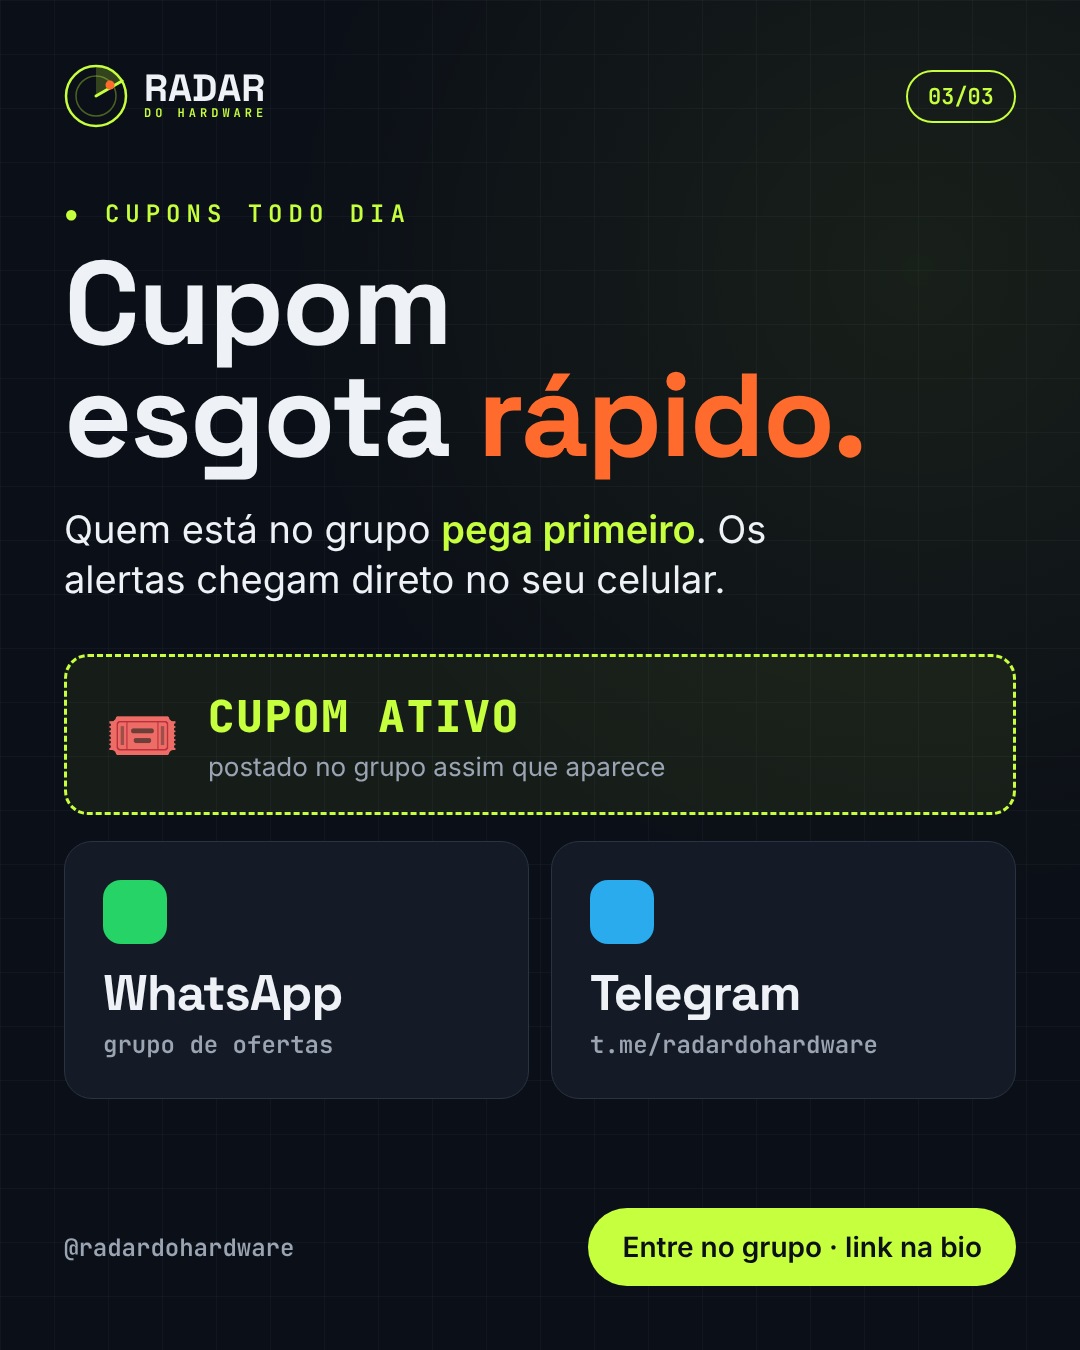 RADAR
DO HARDWARE
03/03
● CUPONS TODO DIA
Cupom
esgota rápido.
Quem está no grupo pega primeiro. Os
alertas chegam direto no seu celular.
CUPOM ATIVO
postado no grupo assim que aparece
WhatsApp
grupo de ofertas
Telegram
t.me/radardohardware
@radardohardware
Entre no grupo · link na bio